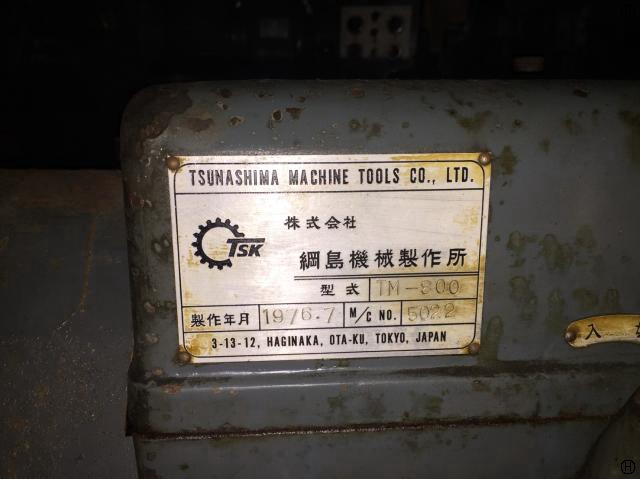 TSUNASHIMA MACHINE TOOLS CO., LTD.
TSK
株式会社
綱島機械製作所
型式 TM-800
製作年月 1976.7 M/C NO. 5022
3-13-12, HAGINAKA, OTA-KU, TOKYO, JAPAN
入
H